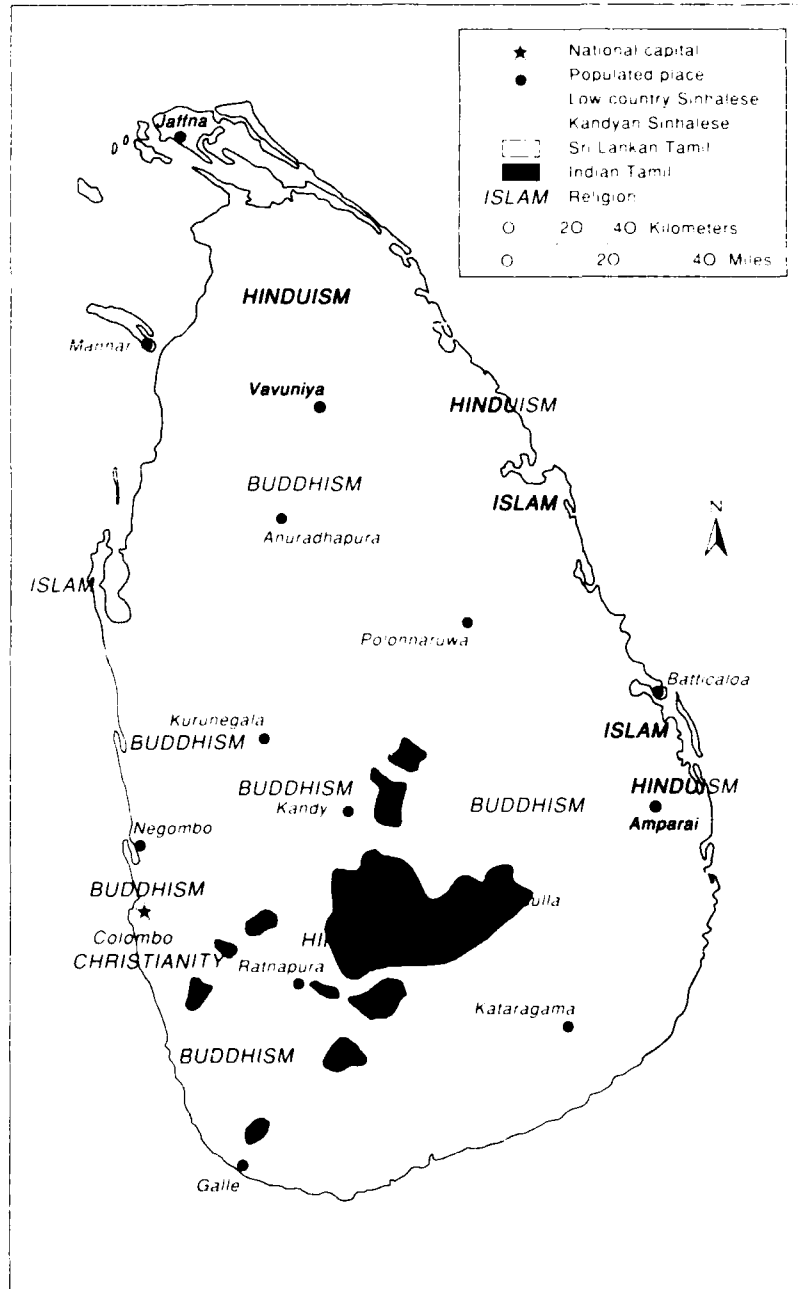 National capital
Populated place
Low country Sinhalese
Kandyan Sinhalese
Sri Lankan Tamil
Indian Tamil
ISLAM Religion
0 20 40 Kilometers
0 20 40 Miles
Jaffna
HINDUISM
Mannar
Vavuniya
HINDUISM
BUDDHISM
ISLAM
N
Anuradhapura
ISLAM
Polonnaruwa
Batticaloa
Kurunegala
BUDDHISM
ISLAM
BUDDHISM
HINDUISM
Kandy
BUDDHISM
Amparai
Negombo
BUDDHISM
ulla
Colombo
HI
CHRISTIANITY
Ratnapura
Kataragama
BUDDHISM
Galle